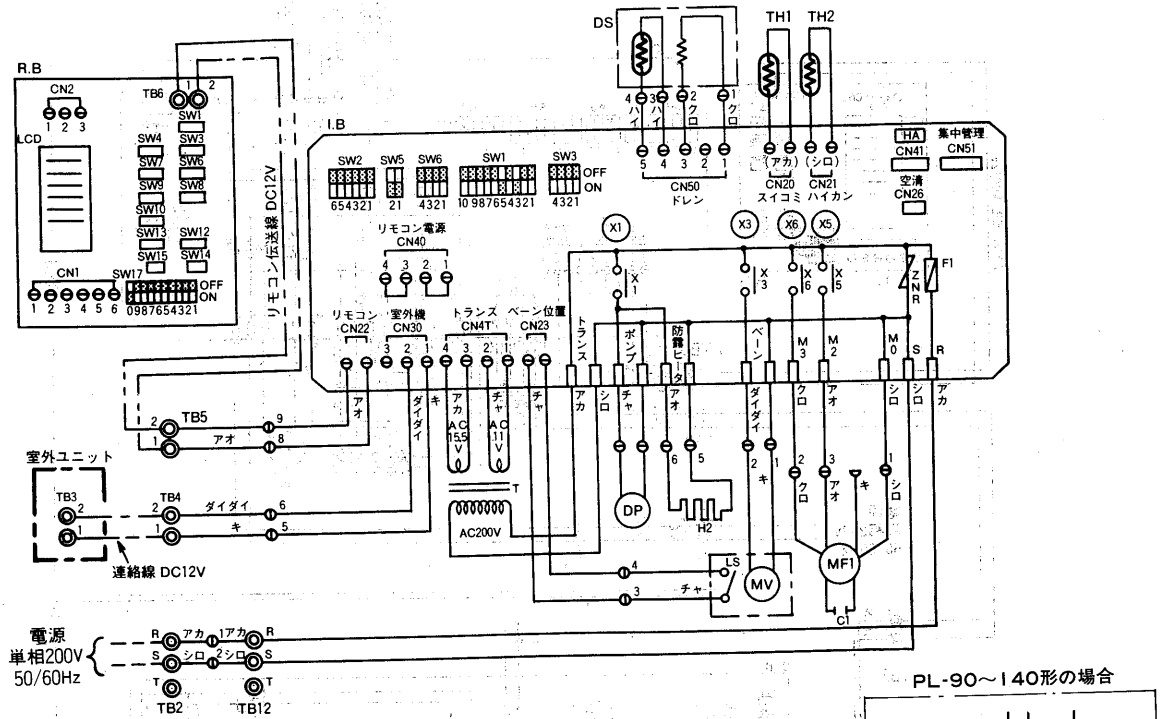 DS
TH1 TH2
R.B
CN2
1 2 3
TB6 1 2
LCD
SW1
SW4 SW3
SW7 SW6
SW9 SW8
SW10
SW13 SW12
SW15 SW14
CN1 SW17
OFF
ON
1 2 3 4 5 6 0987654321
リモコン伝送線 DC12V
I.B
4 3 2 1
ハイ ハイ クロ クロ
5 4 3 2 1
CN50
ドレン
(アカ) (シロ)
CN20 CN21
スイコミ ハイカン
HA 集中管理
CN41 CN51
空清
CN26
SW2 SW5 SW6 SW1 SW3
OFF
ON
654321 21 4321 10 987654321 4321
リモコン電源
CN40
4 3 2 1
X1 X3 X6 X5
X1 X3 X6 X5
ZNR
F1
リモコン 室外機 トランス ベーン位置
CN22 CN30 CN4T CN23
3 2 1 4 3 2 1
トランス ポンプ 防露ヒータ ベーン M3 M2 M0 S R
アオ ダイダイ キ アカ チャ チャ アカ シロ チャ アオ ダイダイ クロ アオ シロ シロ アカ
AC15.5V AC11V
2 TB5 9
1 アオ 8
室外ユニット
TB3 TB4
2 2 ダイダイ 6
1 1 キ 5
連絡線 DC12V
T
AC200V
DP
6 5
H2
2 1
キ
2 3 1
クロ アオ キ シロ
4
3 チャ
LS
MV
MF1
C1
電源
単相200V
50/60Hz
R アカ 1 アカ R
S シロ 2 シロ S
T T
TB2 TB12
PL-90〜140形の場合